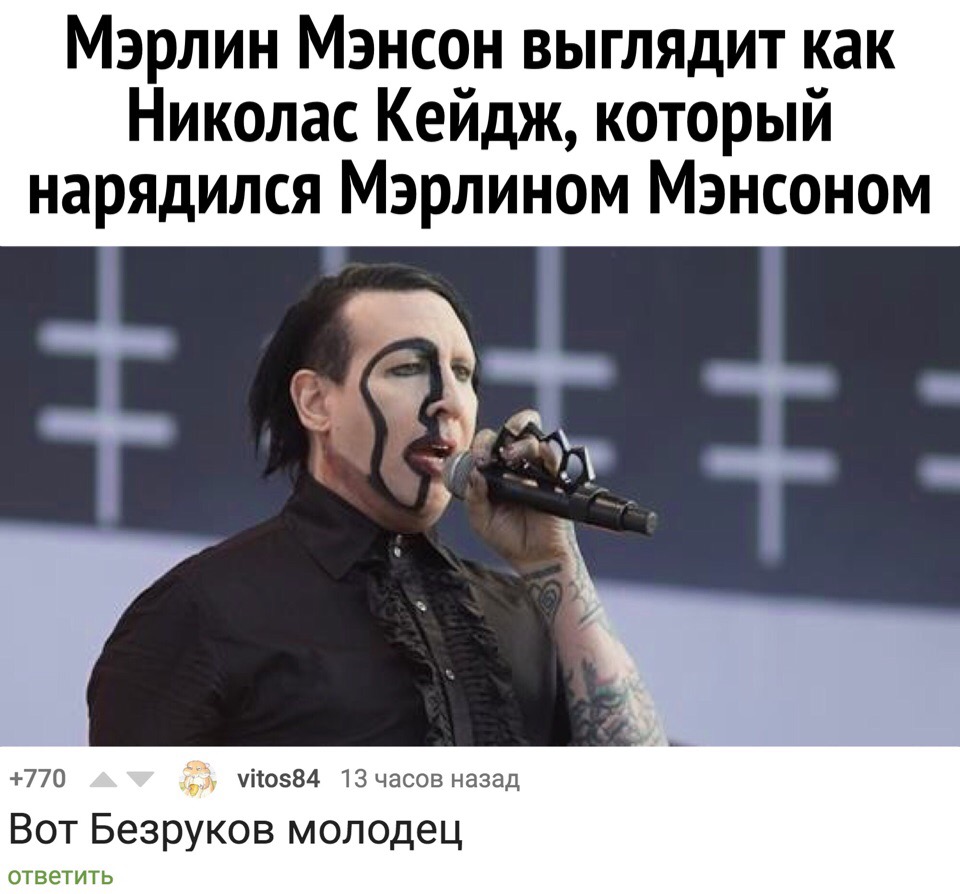 Мэрлин Мэнсон выглядит как
Николас Кейдж, который
нарядился Мэрлином Мэнсоном
+770 vitos84 13 часов назад
Вот Безруков молодец
ответить